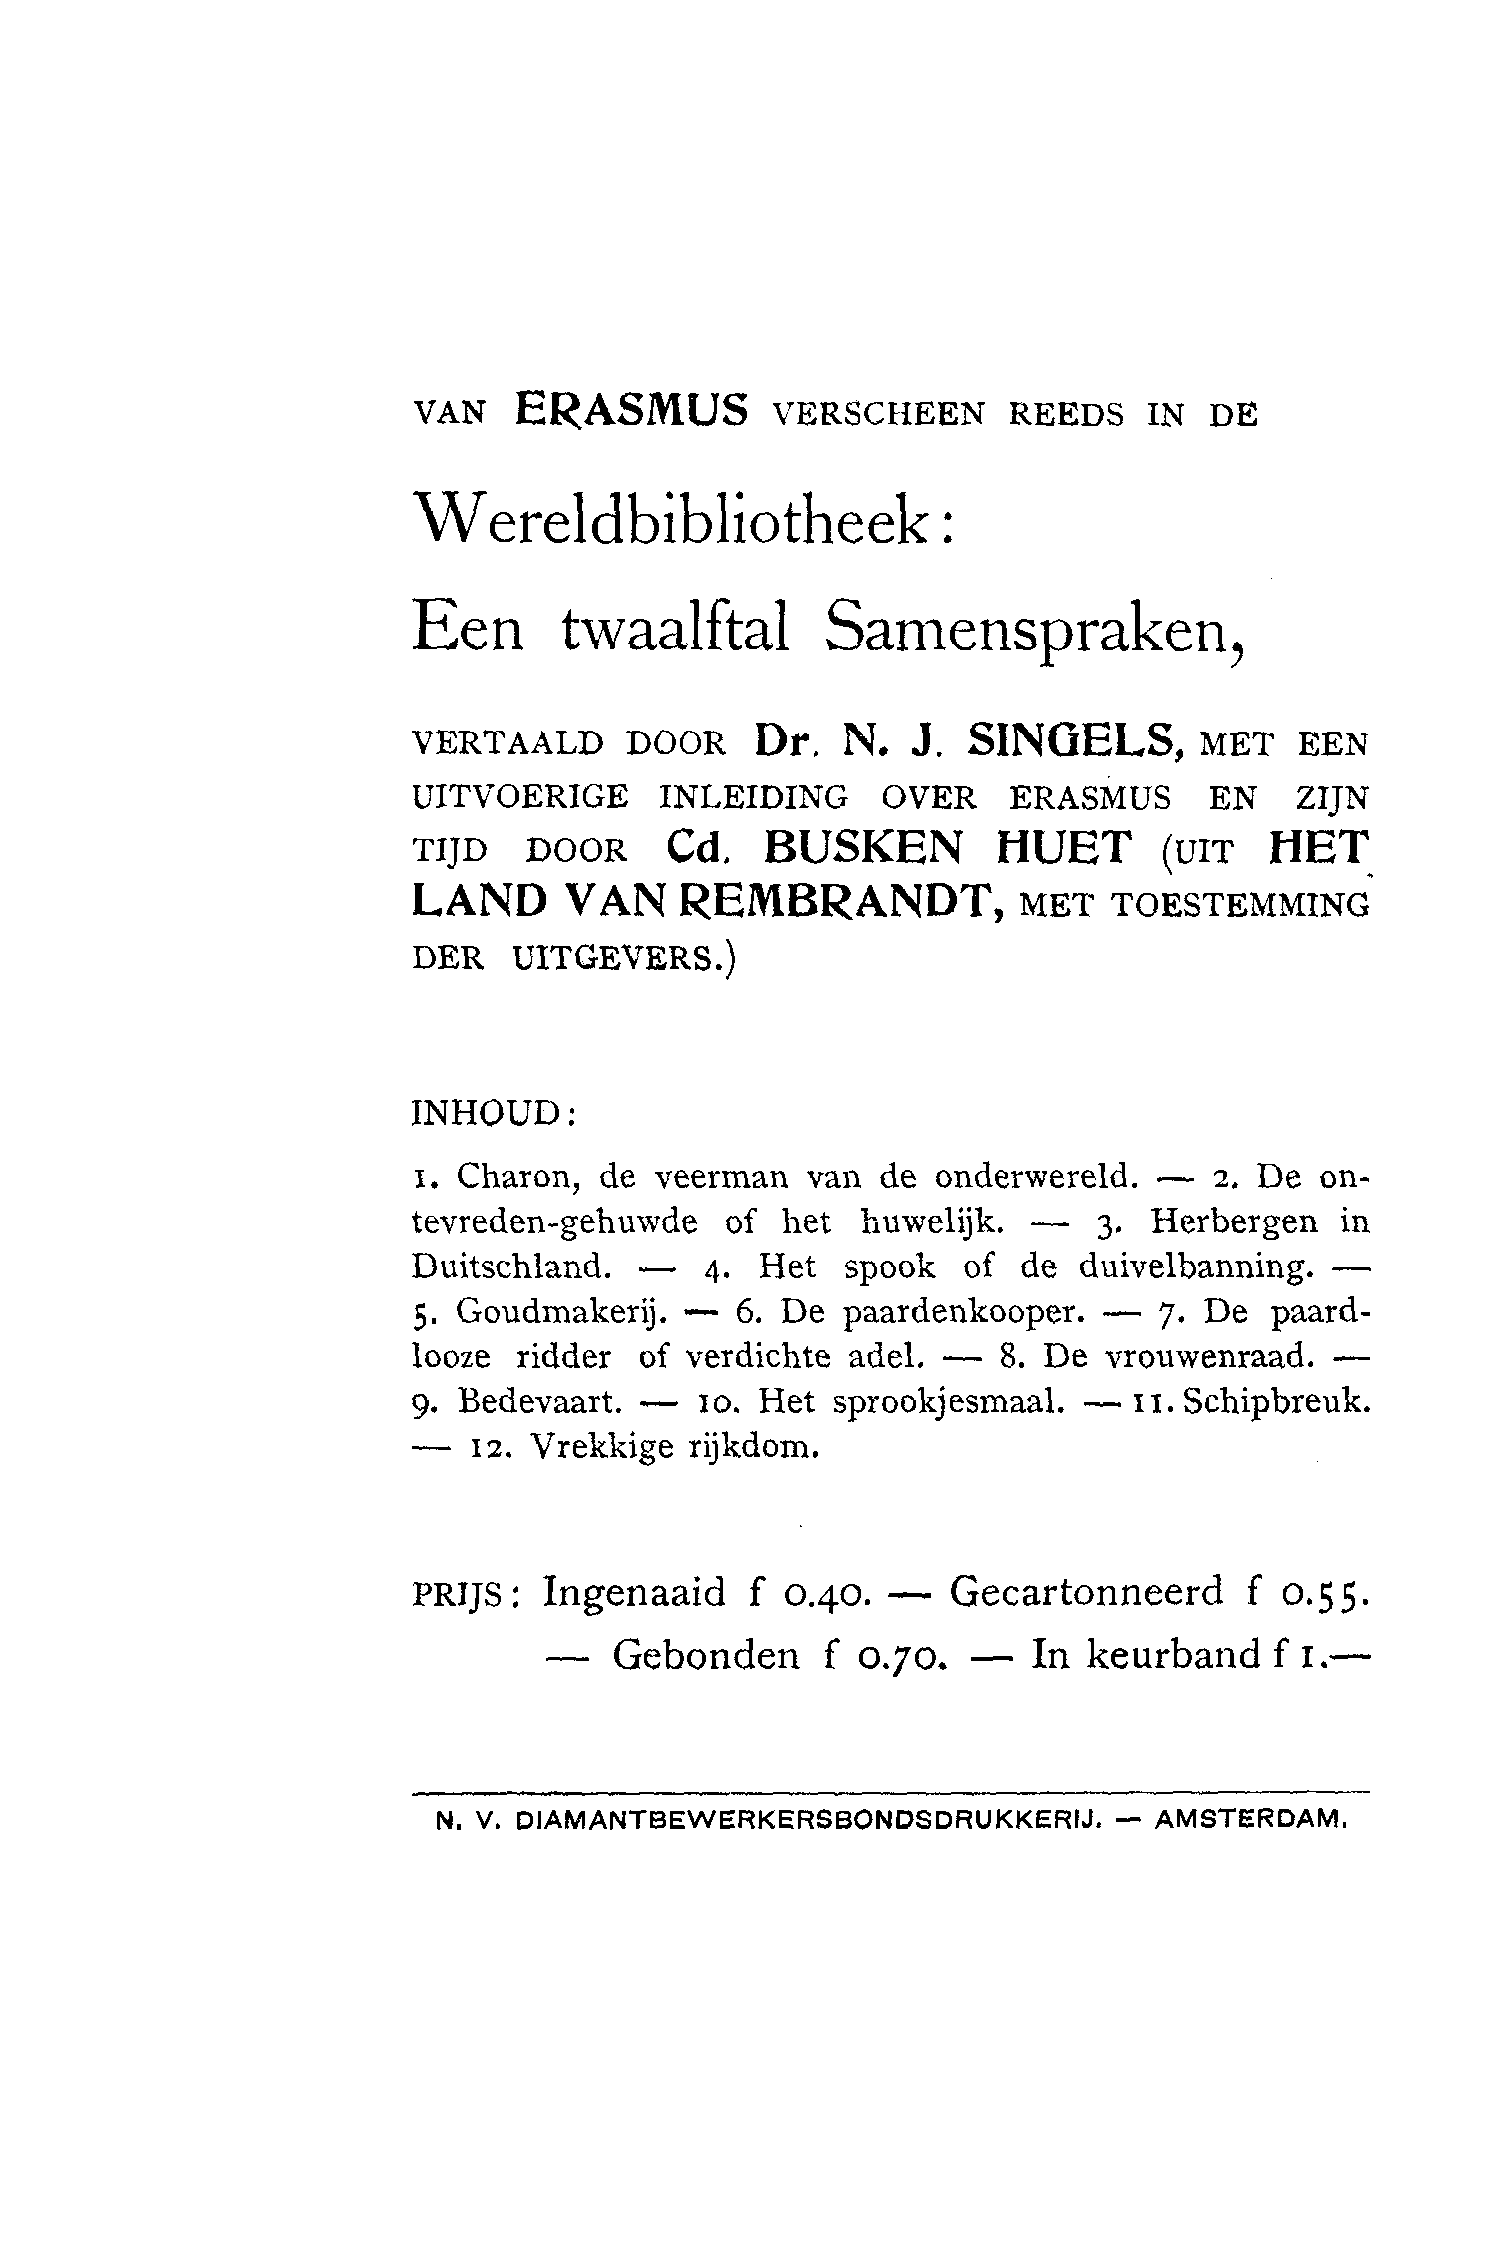 VAN ERASMUS VERSCHEEN REEDS IN DE
Wereldbibliotheek:
Een twaalftal Samenspraken,
VERTAALD DOOR Dr. N. J. SINGELS, MET EEN
UITVOERIGE INLEIDING OVER ERASMUS EN ZIJN
TIJD DOOR Cd. BUSKEN HUET (UIT HET
LAND VAN REMBRANDT, MET TOESTEMMING
DER UITGEVERS.)
INHOUD:
1. Charon, de veerman van de onderwereld. — 2. De on-
tevreden-gehuwde of het huwelijk. — 3. Herbergen in
Duitschland. — 4. Het spook of de duivelbanning. —
5. Goudmakerij. — 6. De paardenkooper. — 7. De paard-
looze ridder of verdichte adel. — 8. De vrouwenraad. —
9. Bedevaart. — 10. Het sprookjesmaal. — 11. Schipbreuk.
— 12. Vrekkige rijkdom.
PRIJS: Ingenaaid f 0.40. — Gecartonneerd f 0.55.
— Gebonden f 0.70. — In keurband f 1.—
N. V. DIAMANTBEWERKERSBONDSDRUKKERIJ. — AMSTERDAM.